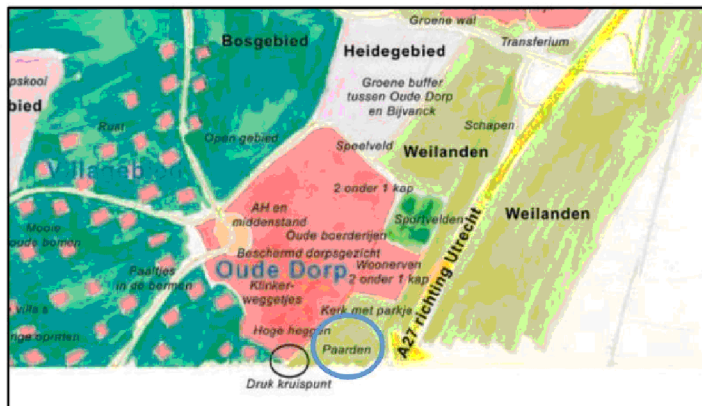 Groene wal
Bosgebied
Heidegebied
Transferium
Groene buffer
tussen Oude Dorp
en Bijvanck
pskool
bied
Rust
Open gebied
Speelveld
Schapen
Weilanden
Villagebied
2 onder 1 kap
AH en
middenstand
Sportvelden
Weilanden
Mooie
oude bomen
Oude boerderijen
Beschermd dorpsgezicht
Paaltjes
in de bermen
Oude Dorp
Woonerven
2 onder 1 kap
Klinker-
weggetjes
A27 richting Utrecht
villa's
Kerk met parkje
Hoge heggen
Paarden
Druk kruispunt